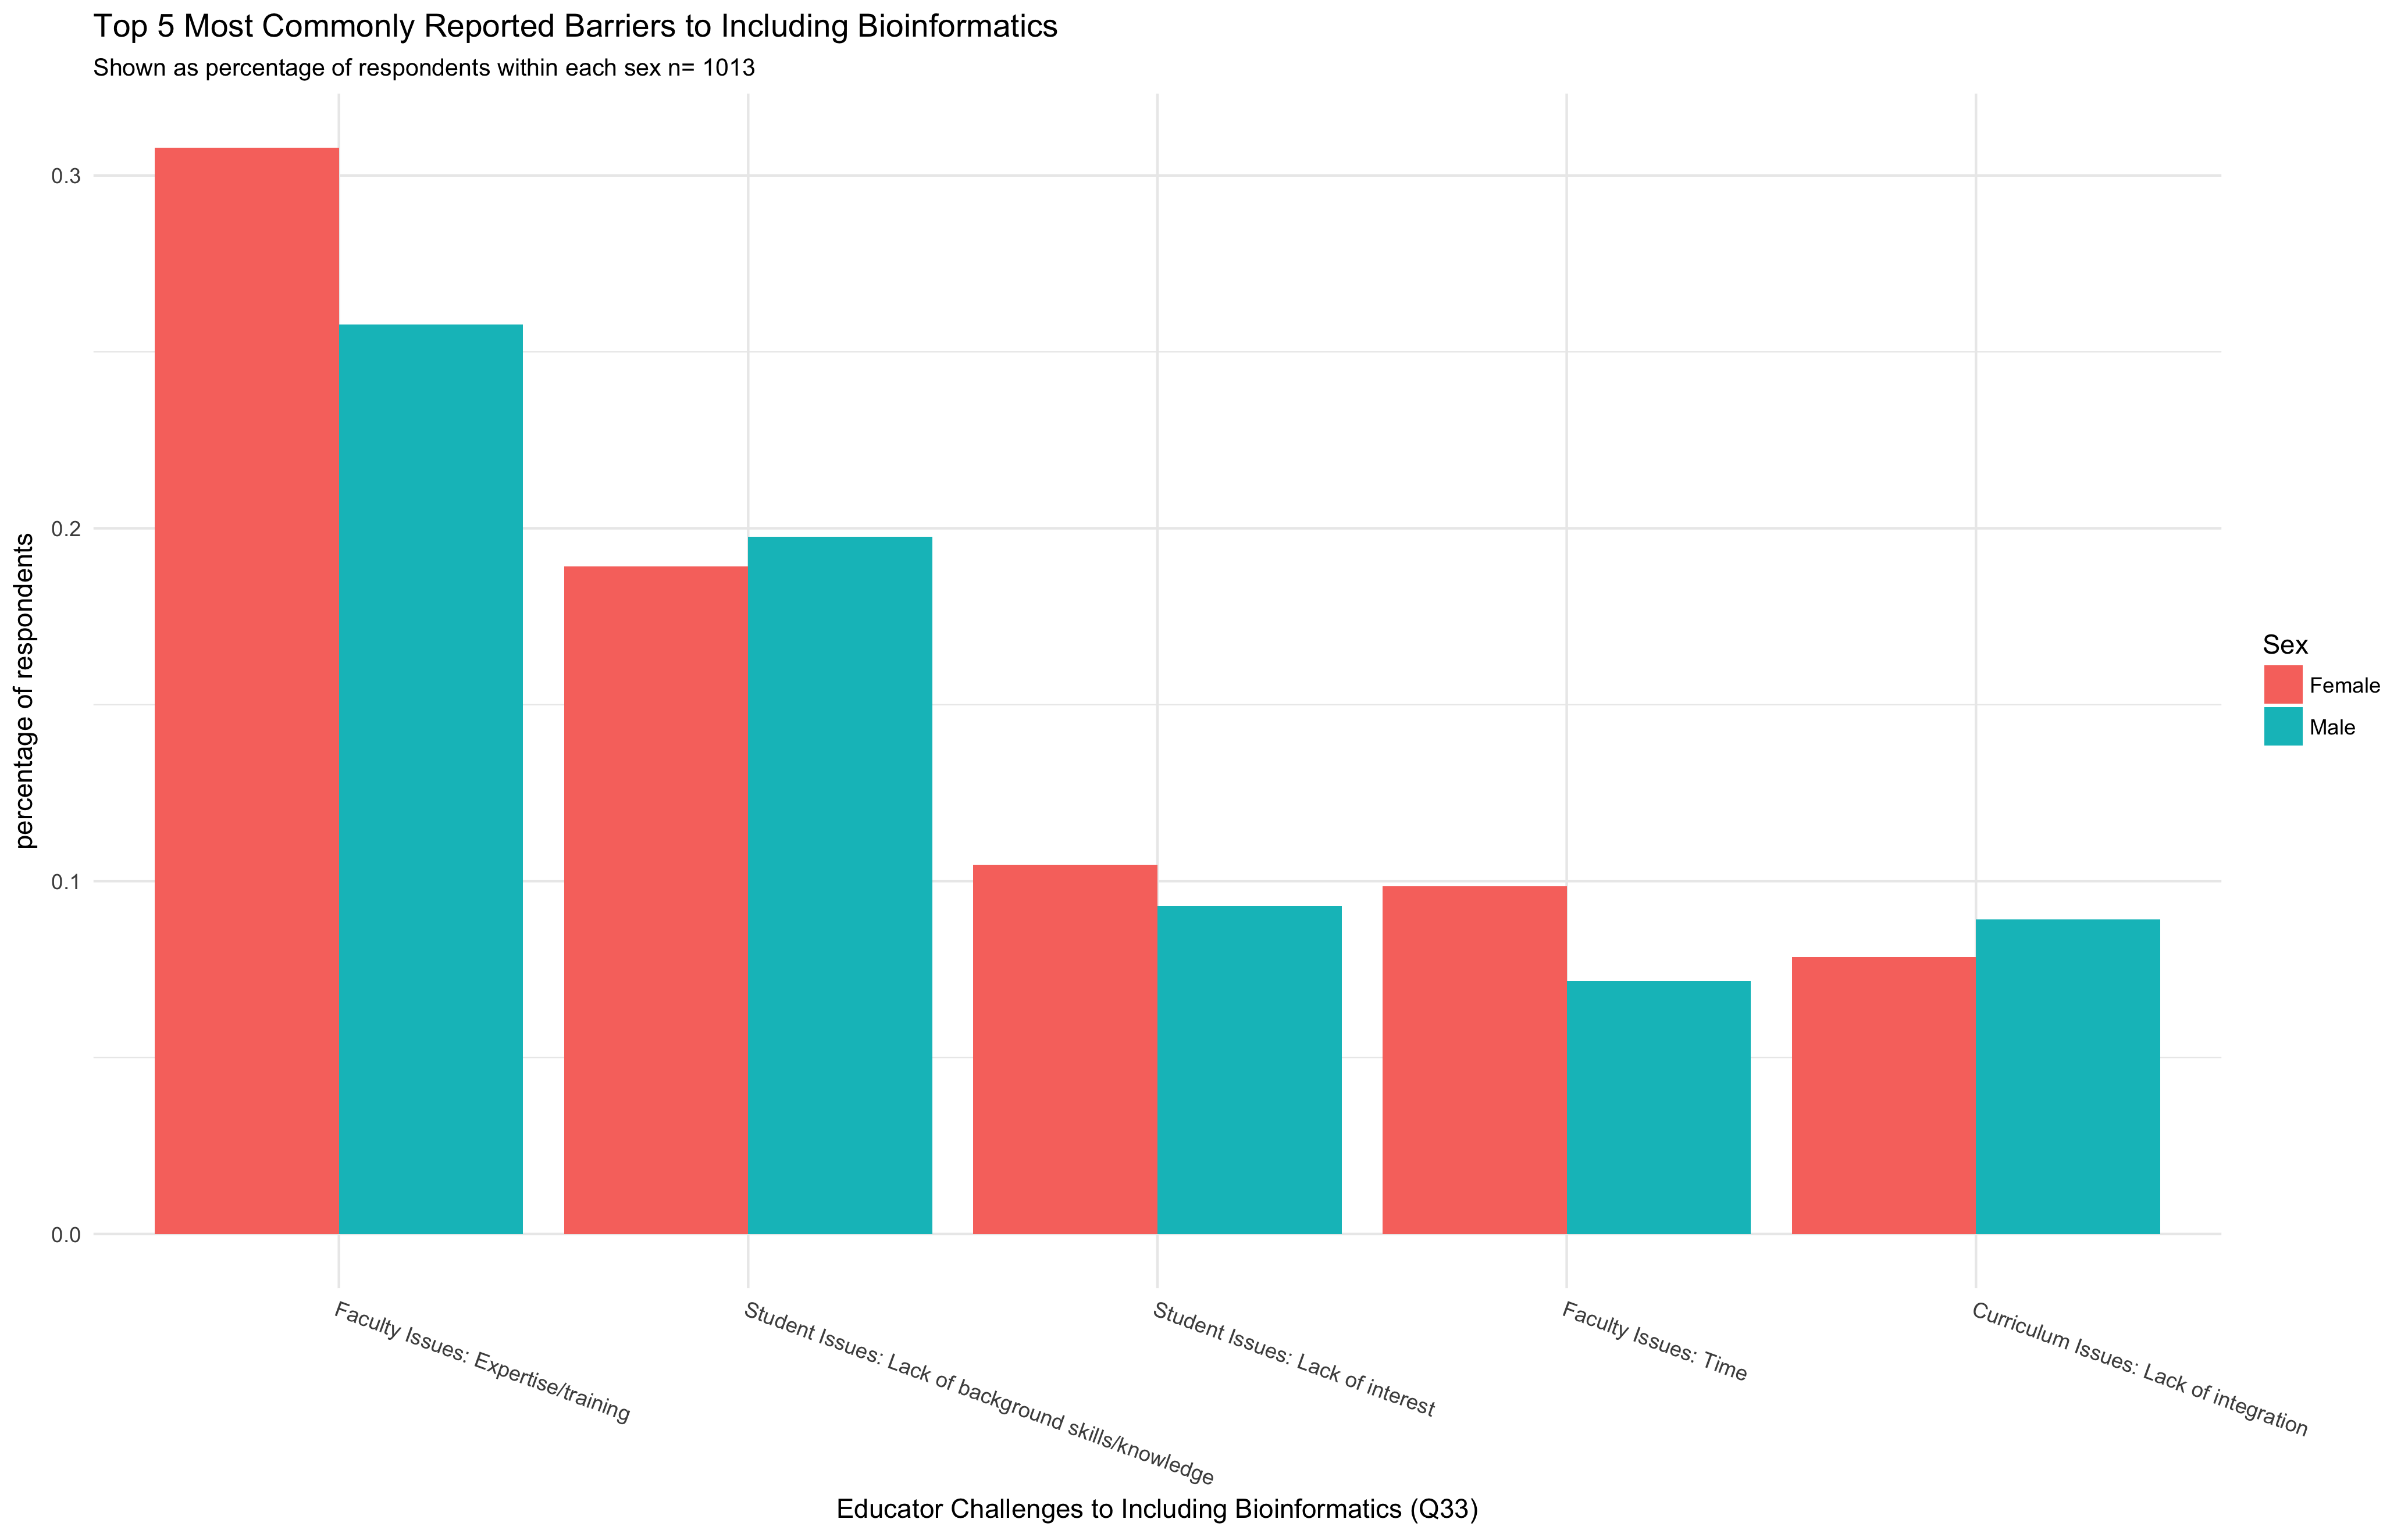 Top 5 Most Commonly Reported Barriers to Including Bioinformatics
Shown as percentage of respondents within each sex n= 1013
percentage of respondents
0.3
0.2
0.1
0.0
Faculty Issues: Expertise/training
Student Issues: Lack of background skills/knowledge
Student Issues: Lack of interest
Faculty Issues: Time
Curriculum Issues: Lack of integration
Educator Challenges to Including Bioinformatics (Q33)
Sex
Female
Male